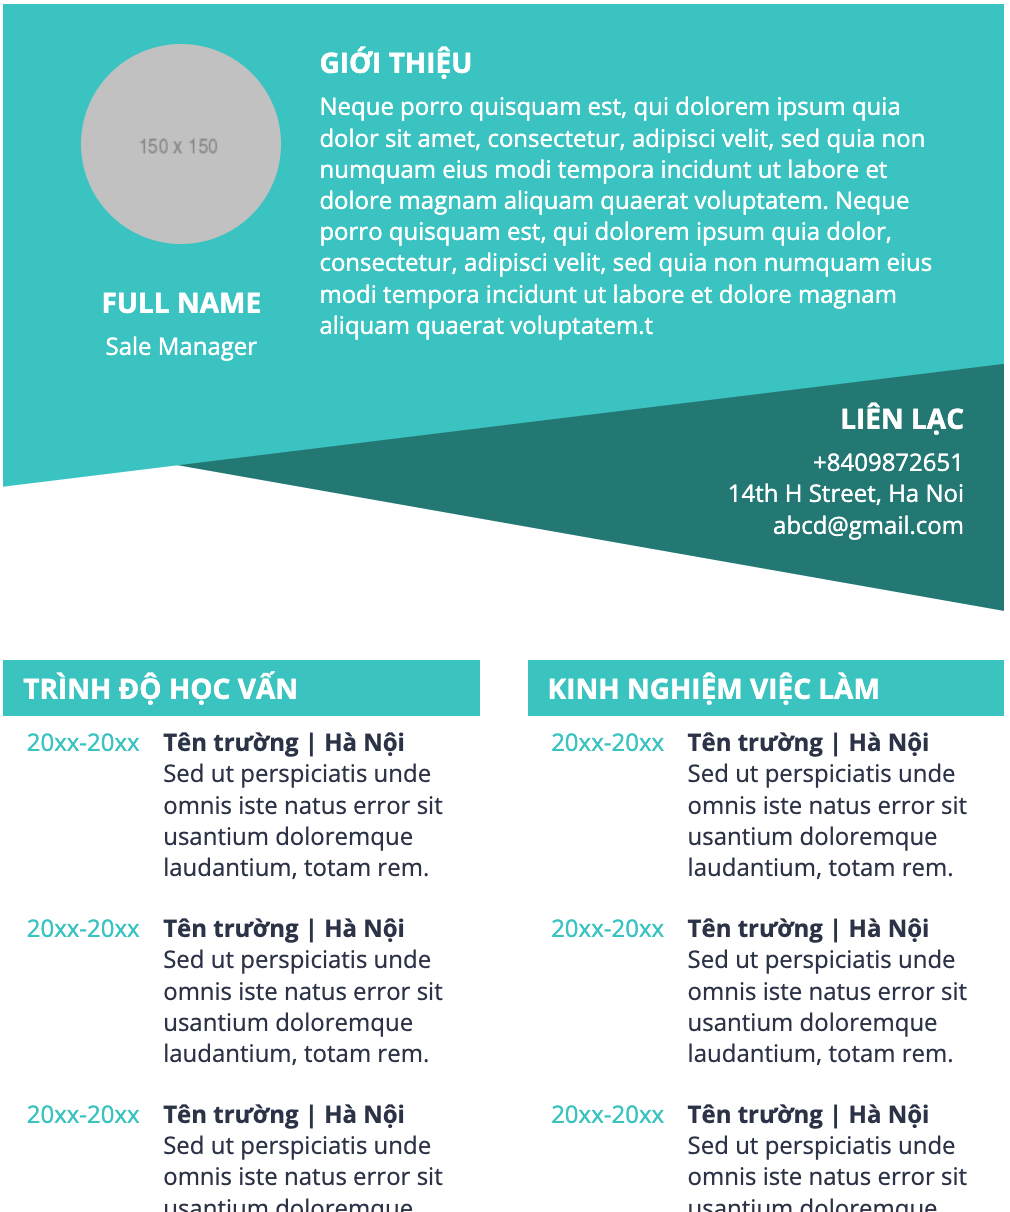 150 x 150
FULL NAME
Sale Manager
GIỚI THIỆU
Neque porro quisquam est, qui dolorem ipsum quia
dolor sit amet, consectetur, adipisci velit, sed quia non
numquam eius modi tempora incidunt ut labore et
dolore magnam aliquam quaerat voluptatem. Neque
porro quisquam est, qui dolorem ipsum quia dolor,
consectetur, adipisci velit, sed quia non numquam eius
modi tempora incidunt ut labore et dolore magnam
aliquam quaerat voluptatem.t
LIÊN LẠC
+8409872651
14th H Street, Ha Noi
abcd@gmail.com
TRÌNH ĐỘ HỌC VẤN
20xx-20xx Tên trường | Hà Nội
Sed ut perspiciatis unde
omnis iste natus error sit
usantium doloremque
laudantium, totam rem.
20xx-20xx Tên trường | Hà Nội
Sed ut perspiciatis unde
omnis iste natus error sit
usantium doloremque
laudantium, totam rem.
20xx-20xx Tên trường | Hà Nội
Sed ut perspiciatis unde
omnis iste natus error sit
usantium doloremque
KINH NGHIỆM VIỆC LÀM
20xx-20xx Tên trường | Hà Nội
Sed ut perspiciatis unde
omnis iste natus error sit
usantium doloremque
laudantium, totam rem.
20xx-20xx Tên trường | Hà Nội
Sed ut perspiciatis unde
omnis iste natus error sit
usantium doloremque
laudantium, totam rem.
20xx-20xx Tên trường | Hà Nội
Sed ut perspiciatis unde
omnis iste natus error sit
usantium doloremque